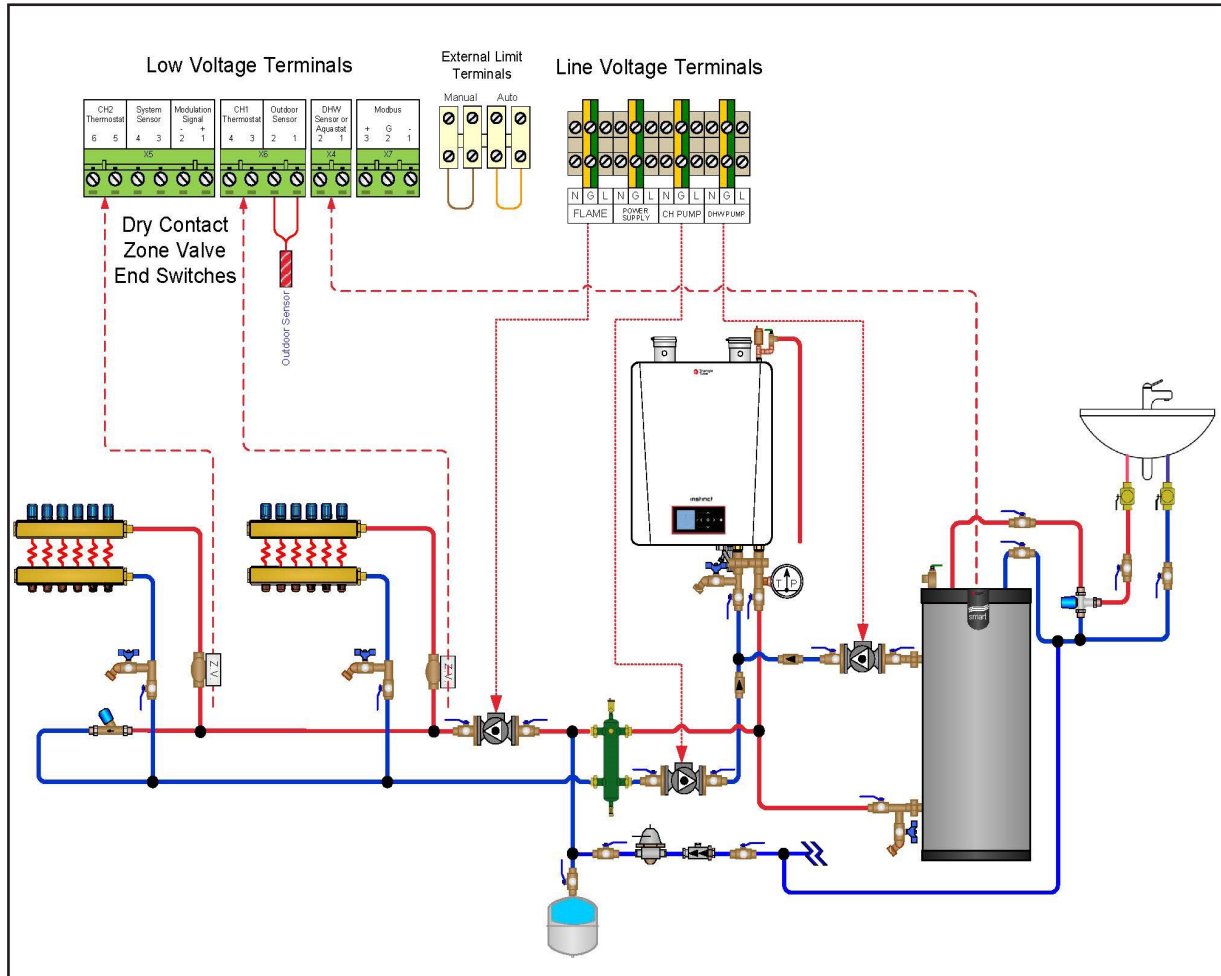 Low Voltage Terminals
External Limit
Terminals
Line Voltage Terminals
Manual Auto
CH2
Thermostat
6 5
System
Sensor
4 3
Modulation
Signal
- +
2 1
X5
CH1
Thermostat
4 3
Outdoor
Sensor
2 1
X6
DHW
Sensor or
Aquastat
2 1
X4
Modbus
+ G -
3 2 1
X7
N G L N G L N G L N G L
FLAME
POWER
SUPPLY
CH PUMP
DHW PUMP
Dry Contact
Zone Valve
End Switches
Outdoor Sensor
Triangle
Tube
instinct
T P
smart
Z.V.
Z.V.